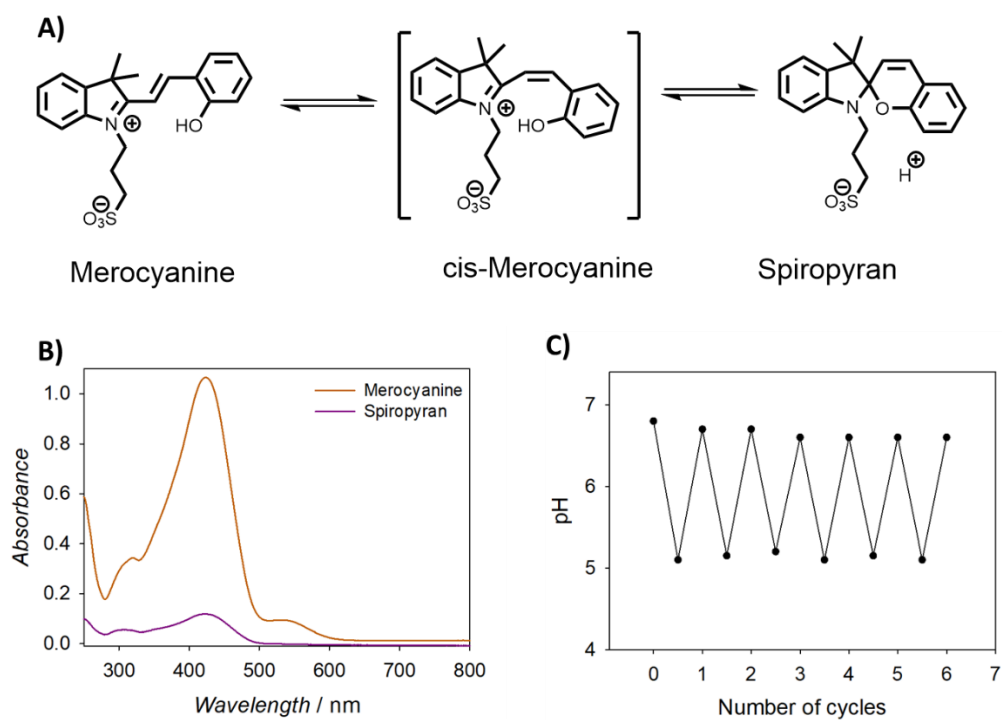 A)
HO
N
⊕
⊖
O₃S
Merocyanine
N
⊕
HO
⊖
O₃S
cis-Merocyanine
N
O
H
⊕
⊖
O₃S
Spiropyran
B)
Absorbance
1.0
0.8
0.6
0.4
0.2
0.0
Merocyanine
Spiropyran
300 400 500 600 700 800
Wavelength / nm
C)
pH
7
6
5
4
0 1 2 3 4 5 6 7
Number of cycles